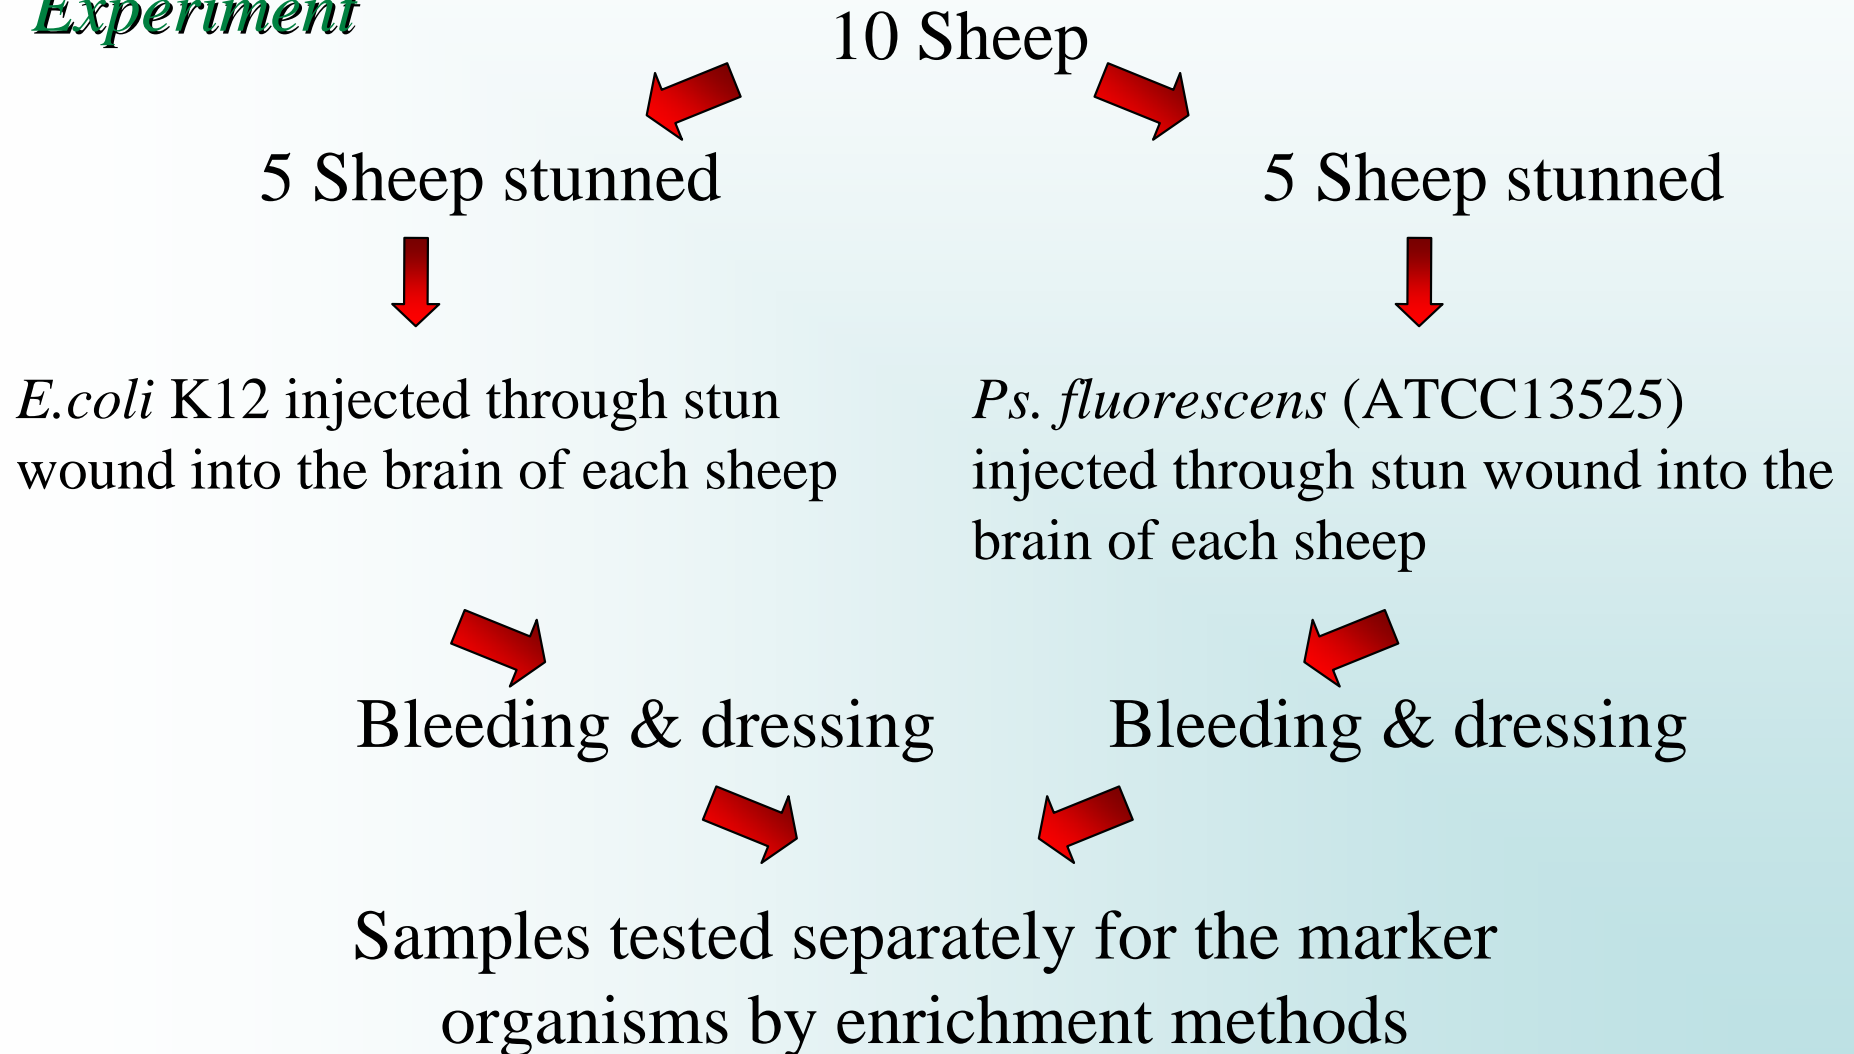 Experiment
10 Sheep
5 Sheep stunned
5 Sheep stunned
E.coli K12 injected through stun
wound into the brain of each sheep
Ps. fluorescens (ATCC13525)
injected through stun wound into the
brain of each sheep
Bleeding & dressing
Bleeding & dressing
Samples tested separately for the marker
organisms by enrichment methods